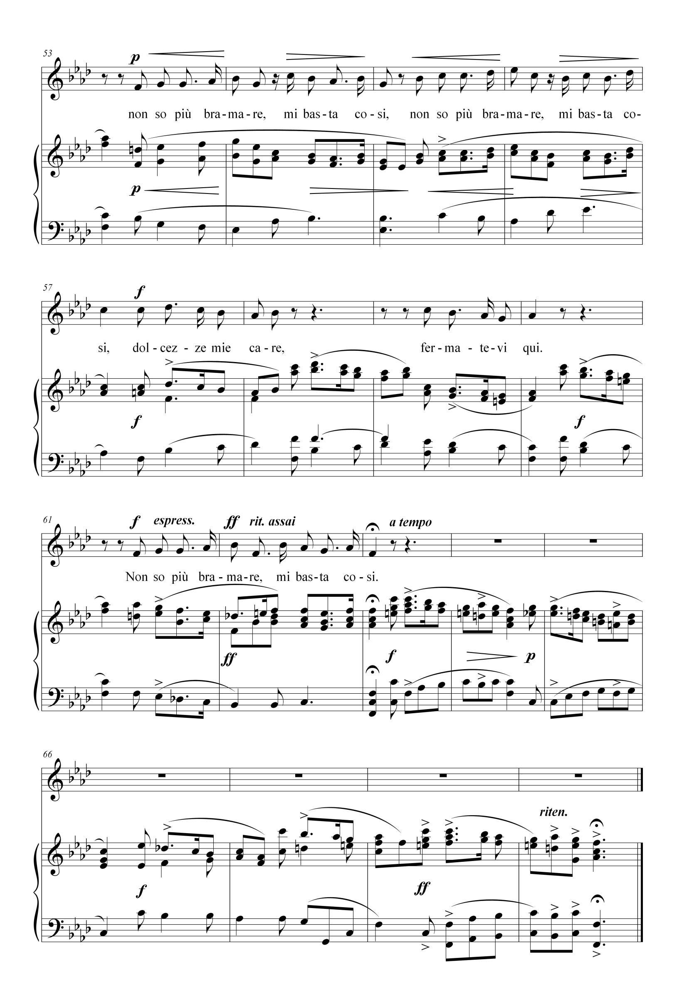 53
p
non so più bra-ma-re, mi bas-ta co-si, non so più bra-ma-re, mi bas-ta co-
p
57
f
si, dol-cez-ze mie ca-re, fer-ma-te-vi qui.
f f
61 f espress. ff rit. assai a tempo
Non so più bra-ma-re, mi bas-ta co-si.
ff f p
66
riten.
f ff